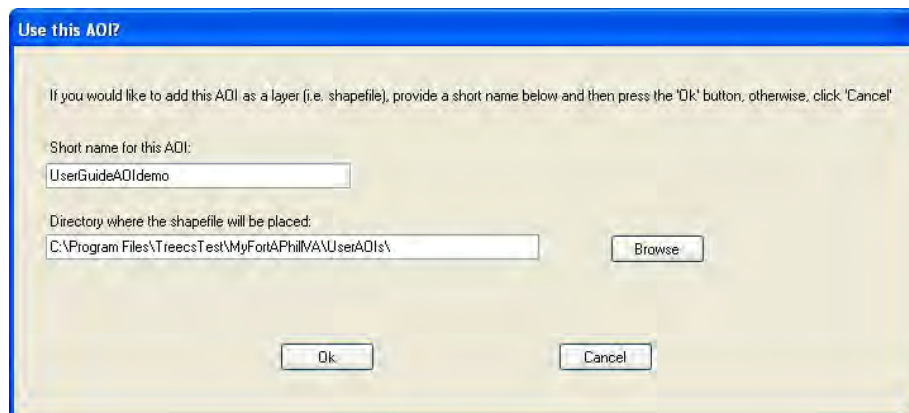 Use this AOI?
If you would like to add this AOI as a layer (i.e. shapefile), provide a short name below and then press the 'Ok' button, otherwise, click 'Cancel'
Short name for this AOI:
UserGuideAOIdemo
Directory where the shapefile will be placed:
C:\Program Files\TreecsTest\MyFortAPhilVA\UserAOIs\
Browse
Ok
Cancel